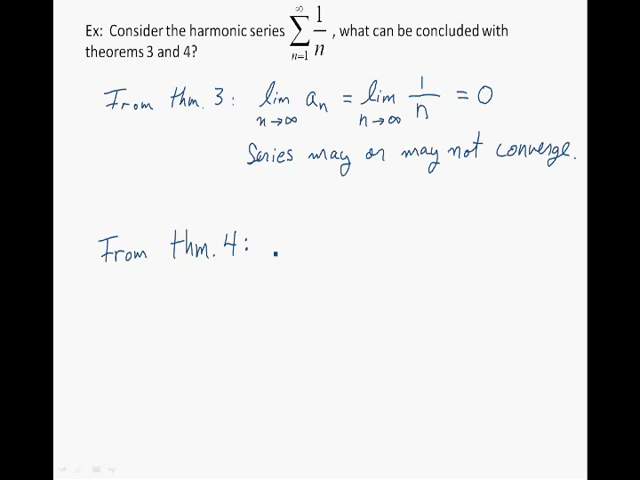 Ex: Consider the harmonic series ∑_{n=1}^{∞} 1/n , what can be concluded with
theorems 3 and 4?
From thm. 3: lim_{n→∞} a_n = lim_{n→∞} 1/n = 0
Series may or may not converge.
From thm. 4: